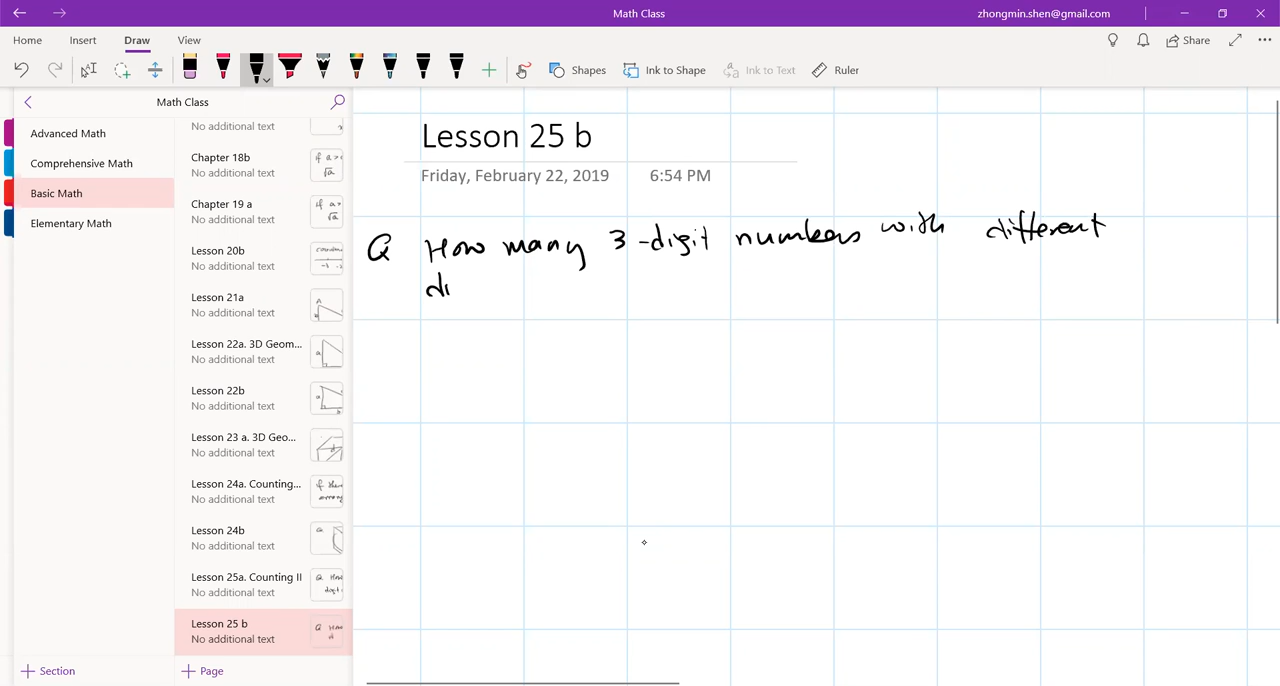 Math Class
zhongmin.shen@gmail.com
Home Insert Draw View
Share
Shapes Ink to Shape Ink to Text Ruler
Math Class
Advanced Math
Comprehensive Math
Basic Math
Elementary Math
Section
No additional text
Chapter 18b
No additional text
Chapter 19 a
No additional text
Lesson 20b
No additional text
Lesson 21a
No additional text
Lesson 22a. 3D Geom...
No additional text
Lesson 22b
No additional text
Lesson 23 a. 3D Geo...
No additional text
Lesson 24a. Counting...
No additional text
Lesson 24b
No additional text
Lesson 25a. Counting II
No additional text
Lesson 25 b
No additional text
Page
Lesson 25 b
Friday, February 22, 2019 6:54 PM
Q How many 3-digit numbers with different
di